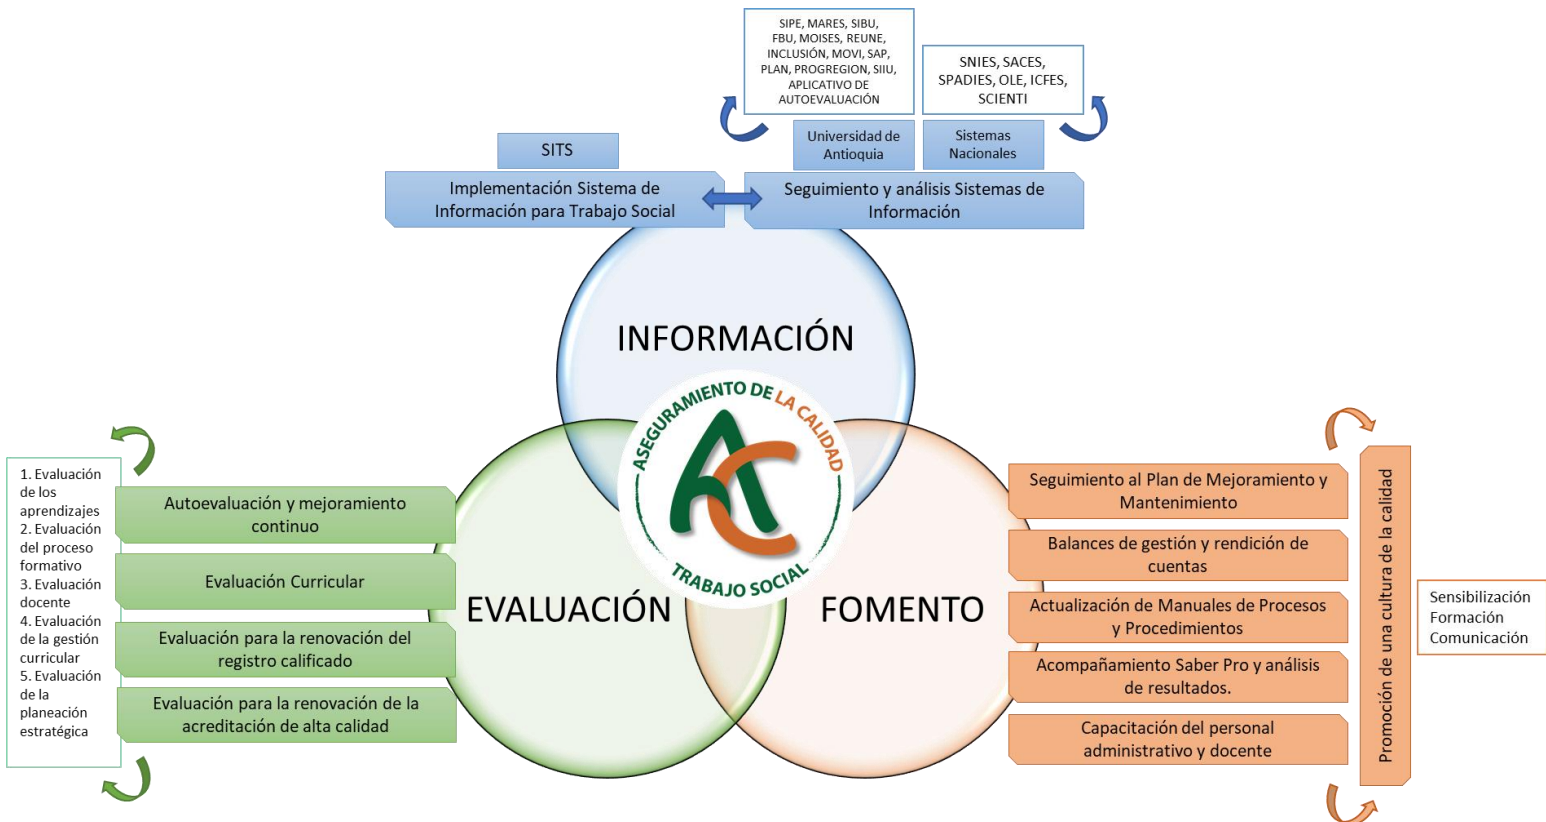 SIPE, MARES, SIBU,
FBU, MOISES, REUNE,
INCLUSIÓN, MOVI, SAP,
PLAN, PROGREGION, SIIU,
APLICATIVO DE
AUTOEVALUACIÓN
SNIES, SACES,
SPADIES, OLE, ICFES,
SCIENTI
Universidad de
Antioquia
Sistemas
Nacionales
SITS
Implementación Sistema de
Información para Trabajo Social
Seguimiento y análisis Sistemas de
Información
INFORMACIÓN
ASEGURAMIENTO DE LA CALIDAD
AC
TRABAJO SOCIAL
EVALUACIÓN
FOMENTO
1. Evaluación
de los
aprendizajes
2. Evaluación
del proceso
formativo
3. Evaluación
docente
4. Evaluación
de la gestión
curricular
5. Evaluación
de la
planeación
estratégica
Autoevaluación y mejoramiento
continuo
Evaluación Curricular
Evaluación para la renovación del
registro calificado
Evaluación para la renovación de la
acreditación de alta calidad
Seguimiento al Plan de Mejoramiento y
Mantenimiento
Balances de gestión y rendición de
cuentas
Actualización de Manuales de Procesos
y Procedimientos
Acompañamiento Saber Pro y análisis
de resultados.
Capacitación del personal
administrativo y docente
Promoción de una cultura de la calidad
Sensibilización
Formación
Comunicación